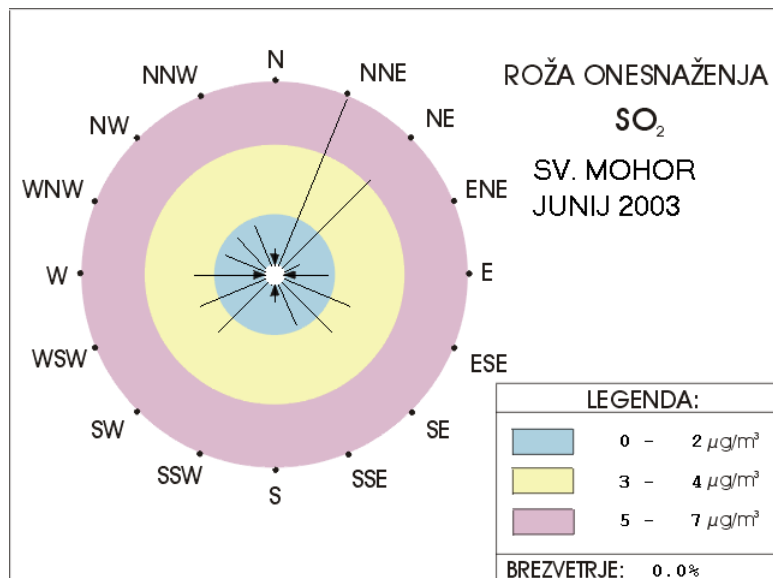 ROŽA ONESNAŽENJA
SO₂
SV. MOHOR
JUNIJ 2003
N
NNE
NE
ENE
E
ESE
SE
SSE
S
SSW
SW
WSW
W
WNW
NW
NNW
LEGENDA:
0 - 2 µg/m³
3 - 4 µg/m³
5 - 7 µg/m³
BREZVETRJE: 0.0%